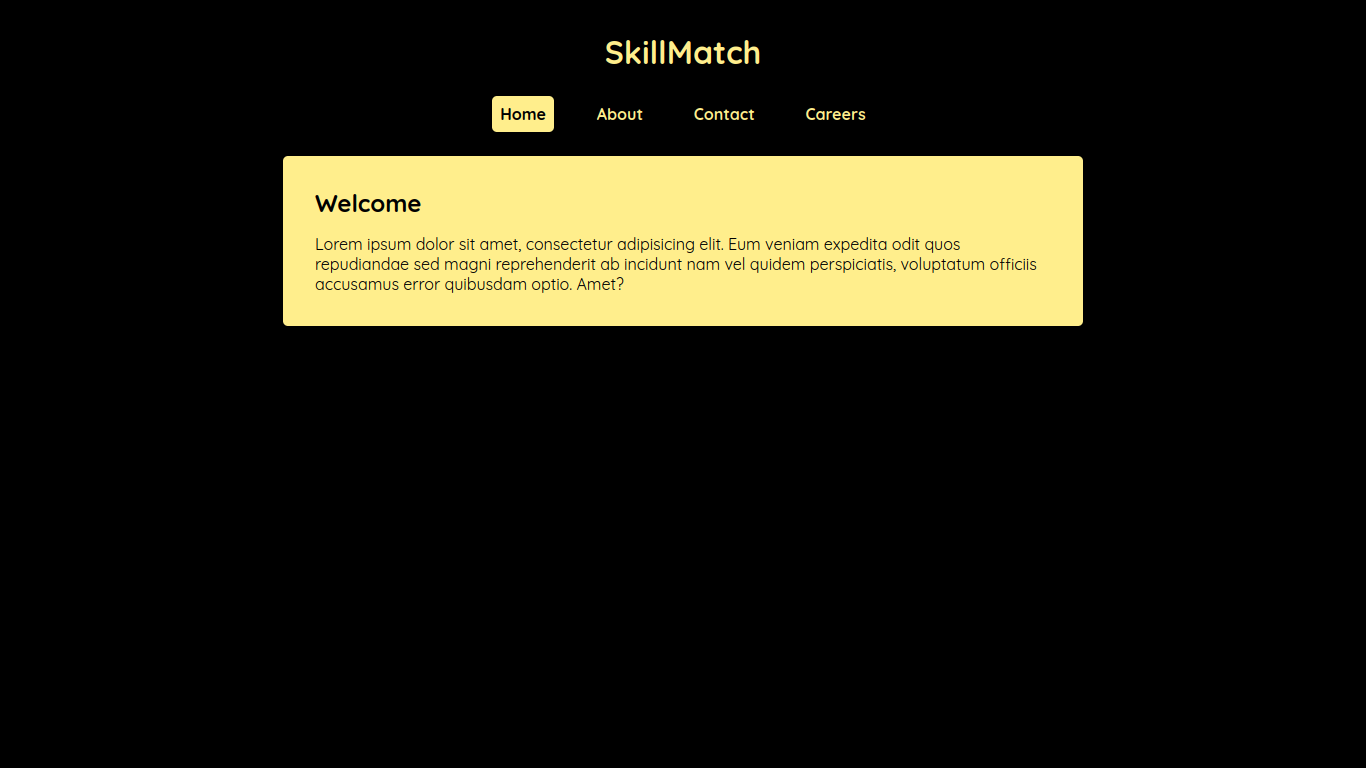 SkillMatch
Home About Contact Careers
Welcome
Lorem ipsum dolor sit amet, consectetur adipisicing elit. Eum veniam expedita odit quos
repudiandae sed magni reprehenderit ab incidunt nam vel quidem perspiciatis, voluptatum officiis
accusamus error quibusdam optio. Amet?